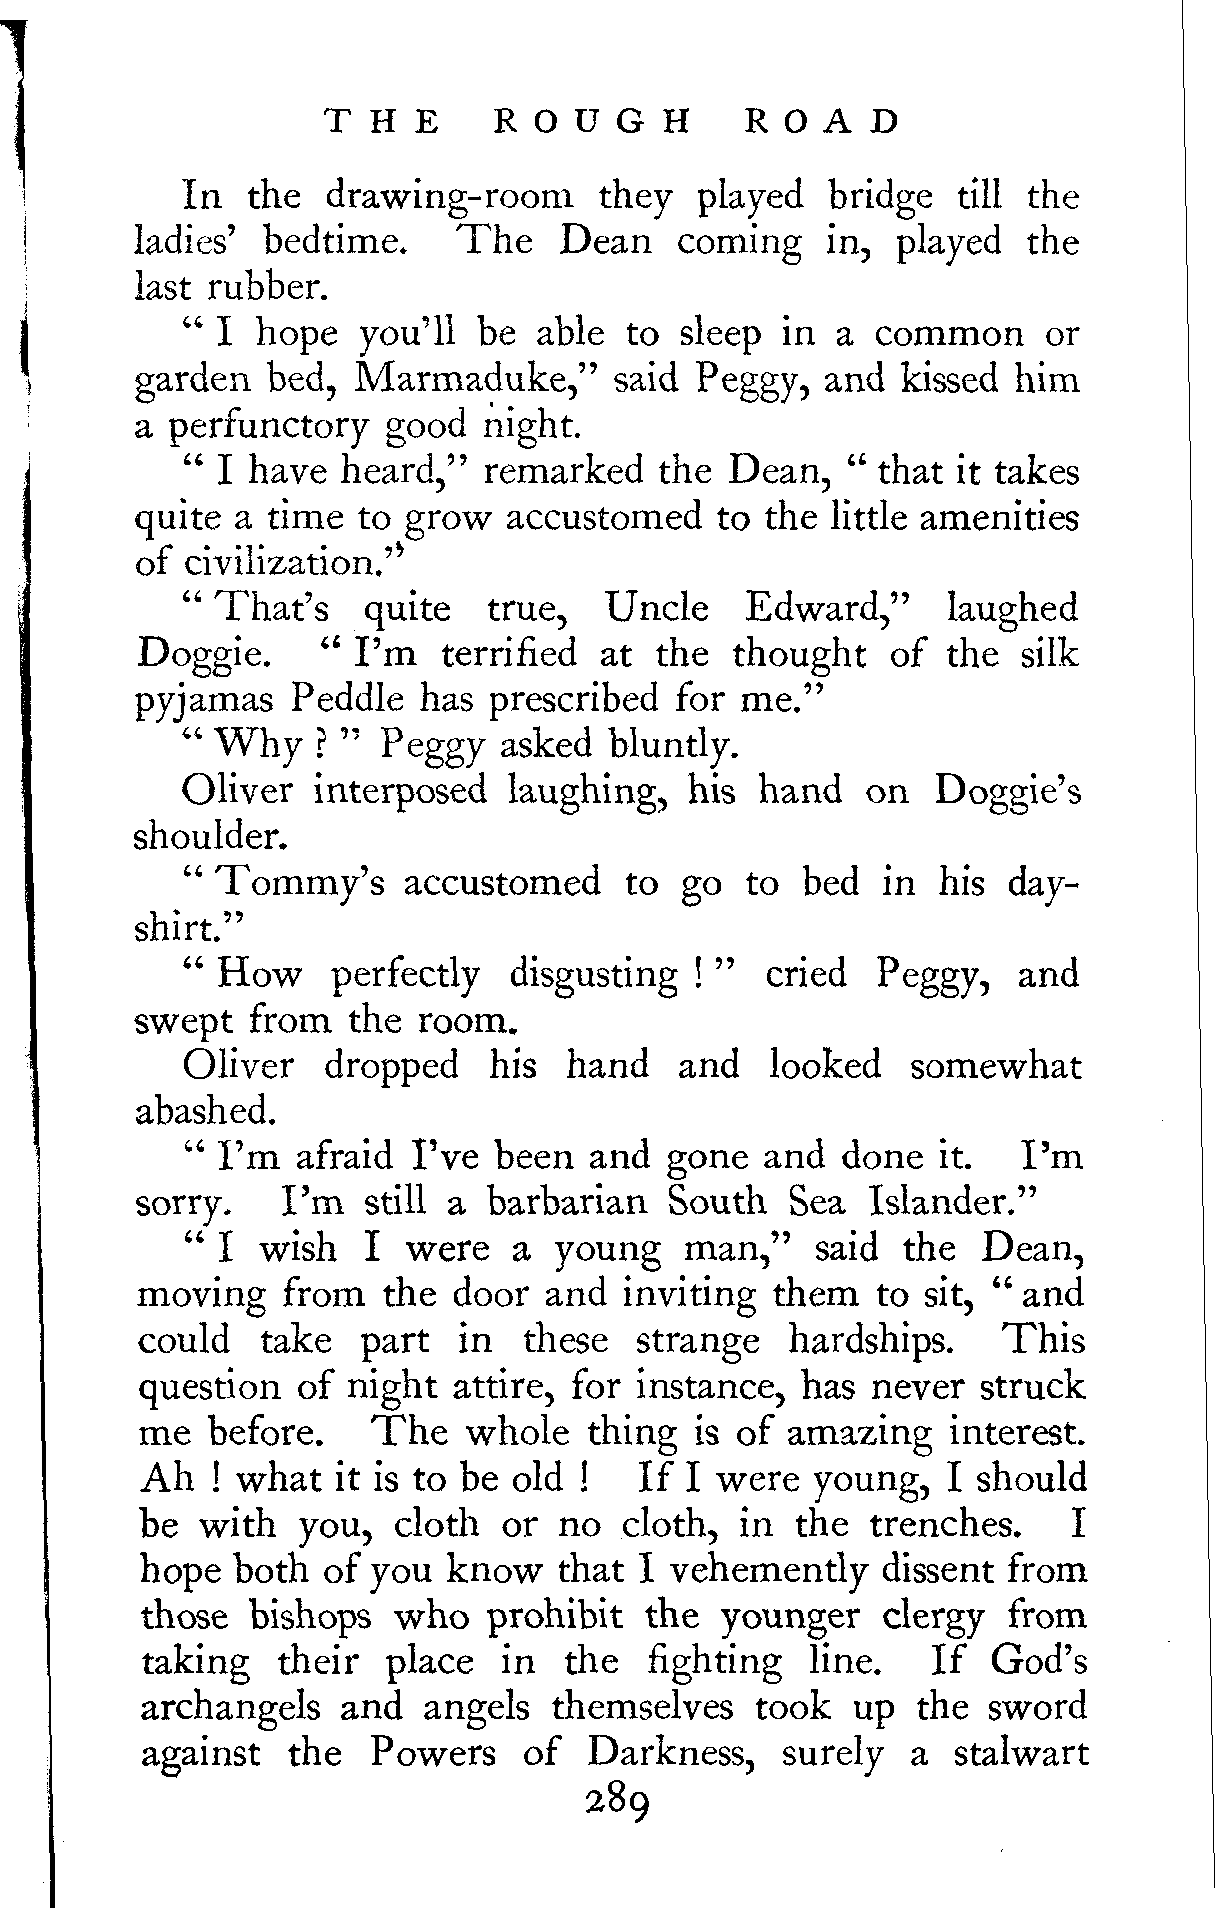 THE ROUGH ROAD
In the drawing-room they played bridge till the
ladies' bedtime. The Dean coming in, played the
last rubber.
" I hope you'll be able to sleep in a common or
garden bed, Marmaduke," said Peggy, and kissed him
a perfunctory good night.
" I have heard," remarked the Dean, " that it takes
quite a time to grow accustomed to the little amenities
of civilization."
" That's quite true, Uncle Edward," laughed
Doggie. " I'm terrified at the thought of the silk
pyjamas Peddle has prescribed for me."
" Why ? " Peggy asked bluntly.
Oliver interposed laughing, his hand on Doggie's
shoulder.
" Tommy's accustomed to go to bed in his day-
shirt."
" How perfectly disgusting ! " cried Peggy, and
swept from the room.
Oliver dropped his hand and looked somewhat
abashed.
" I'm afraid I've been and gone and done it. I'm
sorry. I'm still a barbarian South Sea Islander."
" I wish I were a young man," said the Dean,
moving from the door and inviting them to sit, " and
could take part in these strange hardships. This
question of night attire, for instance, has never struck
me before. The whole thing is of amazing interest.
Ah ! what it is to be old ! If I were young, I should
be with you, cloth or no cloth, in the trenches. I
hope both of you know that I vehemently dissent from
those bishops who prohibit the younger clergy from
taking their place in the fighting line. If God's
archangels and angels themselves took up the sword
against the Powers of Darkness, surely a stalwart
289